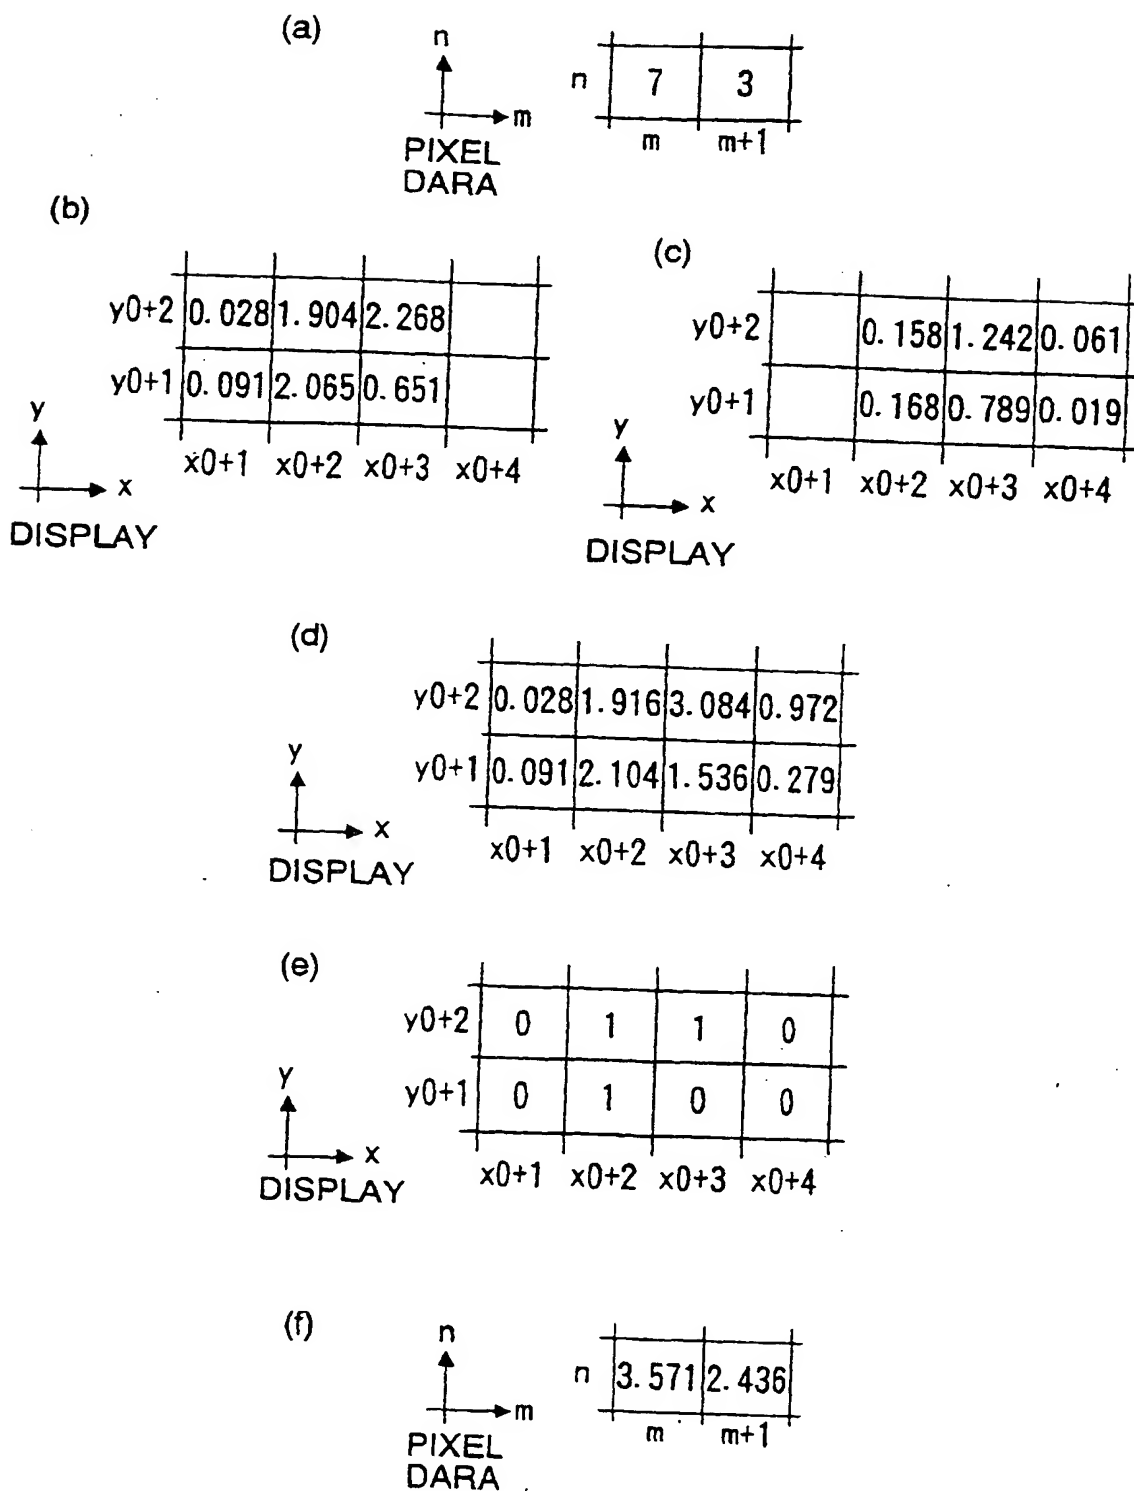 (a)
n
m
PIXEL
DARA
n 7 3
m m+1
(b)
y0+2 0.028 1.904 2.268
y0+1 0.091 2.065 0.651
x0+1 x0+2 x0+3 x0+4
y
x
DISPLAY
(c)
y0+2 0.158 1.242 0.061
y0+1 0.168 0.789 0.019
x0+1 x0+2 x0+3 x0+4
y
x
DISPLAY
(d)
y0+2 0.028 1.916 3.084 0.972
y0+1 0.091 2.104 1.536 0.279
x0+1 x0+2 x0+3 x0+4
y
x
DISPLAY
(e)
y0+2 0 1 1 0
y0+1 0 1 0 0
x0+1 x0+2 x0+3 x0+4
y
x
DISPLAY
(f)
n
m
PIXEL
DARA
n 3.571 2.436
m m+1